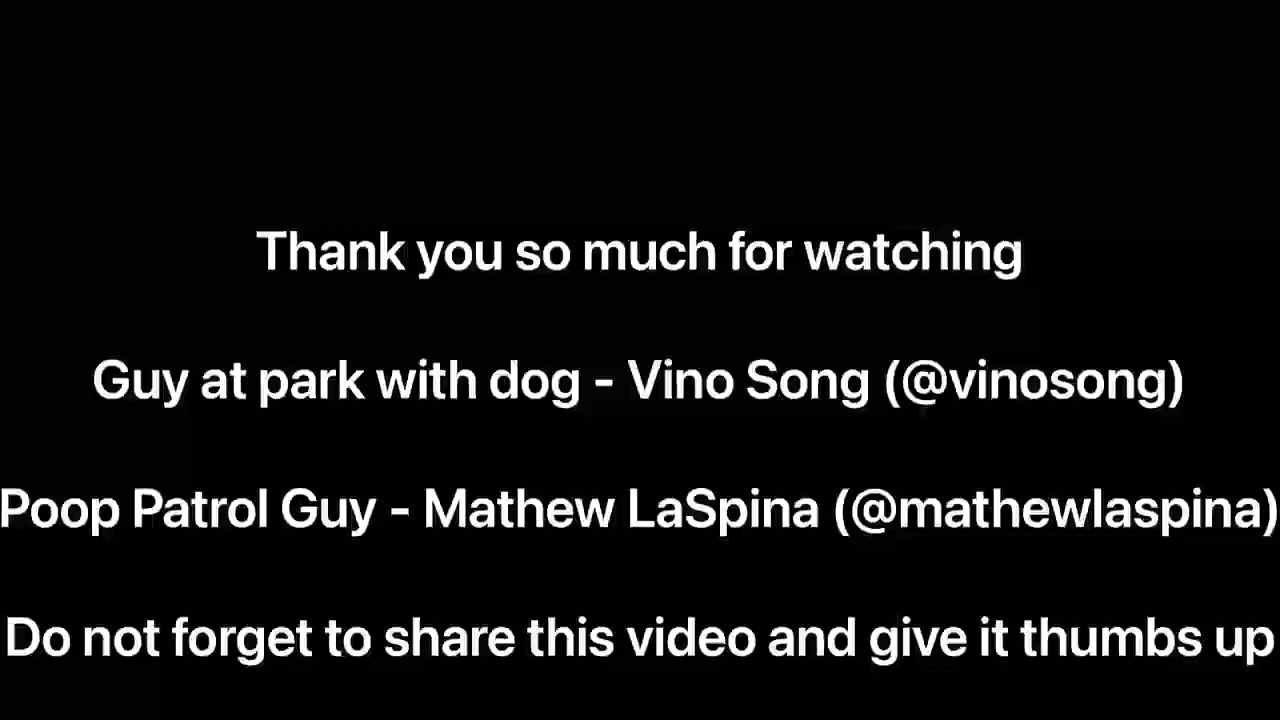 Thank you so much for watching
Guy at park with dog - Vino Song (@vinosong)
Poop Patrol Guy - Mathew LaSpina (@mathewlaspina)
Do not forget to share this video and give it thumbs up